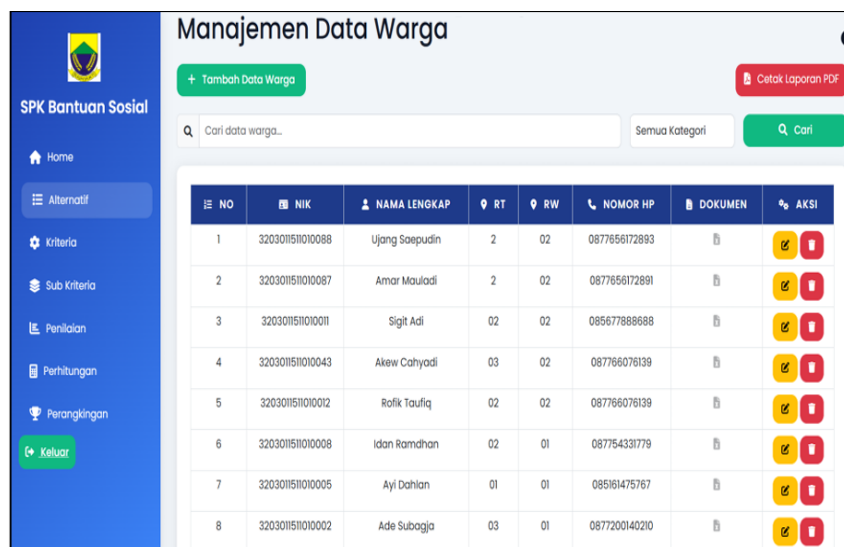 Manajemen Data Warga
+ Tambah Data Warga
Cetak Laporan PDF
Cari data warga...
Semua Kategori
Cari
SPK Bantuan Sosial
Home
Alternatif
Kriteria
Sub Kriteria
Penilaian
Perhitungan
Perangkingan
Keluar
NO NIK NAMA LENGKAP RT RW NOMOR HP DOKUMEN AKSI
1 3203011511010088 Ujang Saepudin 2 02 0877656172893
2 3203011511010087 Amar Mauladi 2 02 0877656172891
3 3203011511010011 Sigit Adi 02 02 085677888688
4 3203011511010043 Akew Cahyadi 03 02 087766076139
5 3203011511010012 Rofik Taufiq 02 02 087766076139
6 3203011511010008 Idan Ramdhan 02 01 087754331779
7 3203011511010005 Ayi Dahlan 01 01 085161475767
8 3203011511010002 Ade Subagja 03 01 0877200140210